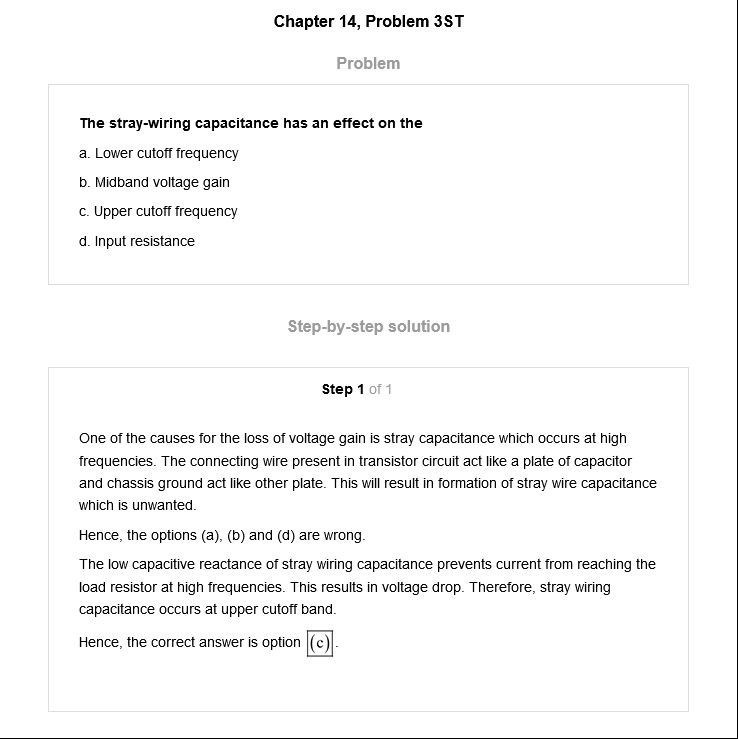 Chapter 14, Problem 3ST
Problem
The stray-wiring capacitance has an effect on the
a. Lower cutoff frequency
b. Midband voltage gain
c. Upper cutoff frequency
d. Input resistance
Step-by-step solution
Step 1 of 1
One of the causes for the loss of voltage gain is stray capacitance which occurs at high
frequencies. The connecting wire present in transistor circuit act like a plate of capacitor
and chassis ground act like other plate. This will result in formation of stray wire capacitance
which is unwanted.
Hence, the options (a), (b) and (d) are wrong.
The low capacitive reactance of stray wiring capacitance prevents current from reaching the
load resistor at high frequencies. This results in voltage drop. Therefore, stray wiring
capacitance occurs at upper cutoff band.
Hence, the correct answer is option (c).